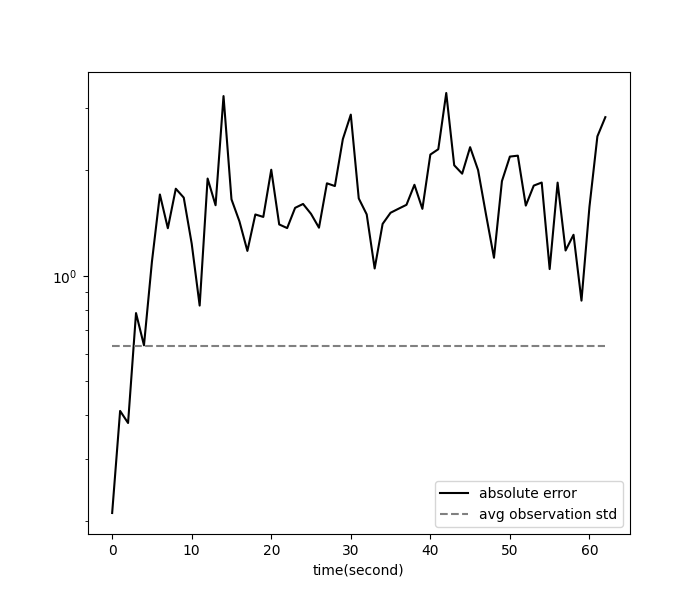 10⁰
absolute error
avg observation std
0 10 20 30 40 50 60
time(second)